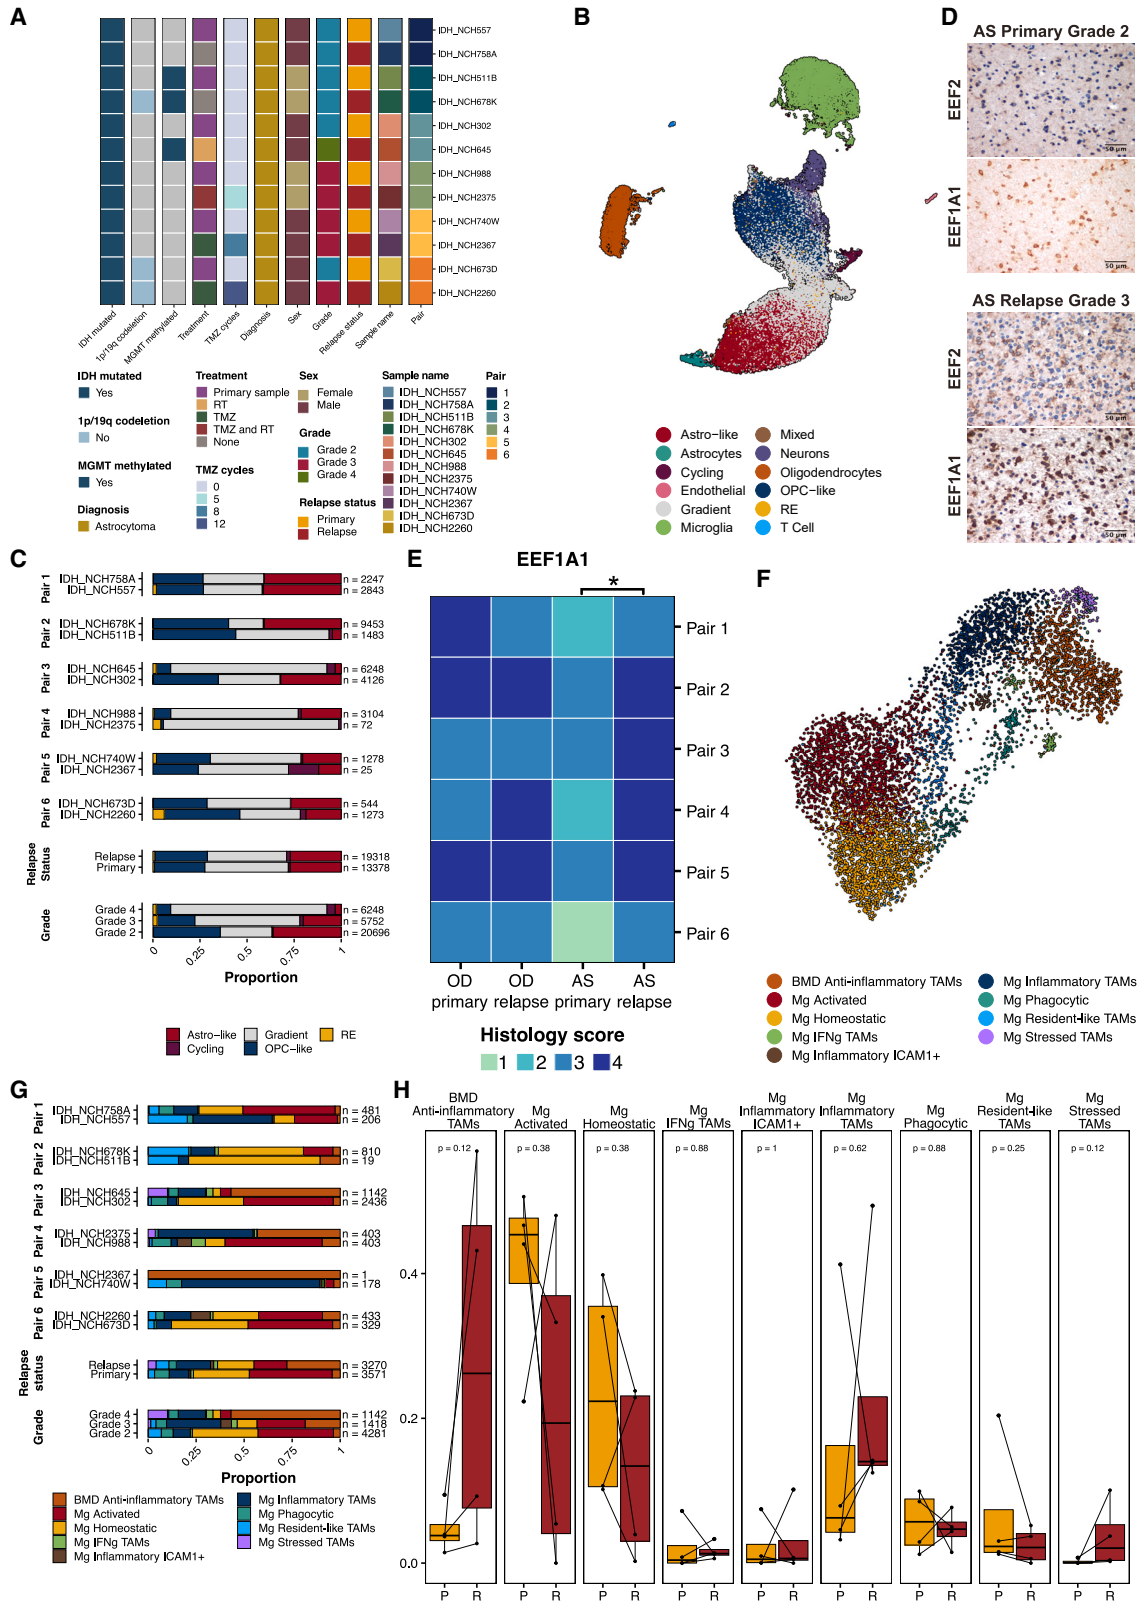 A
IDH_NCH557
IDH_NCH758A
IDH_NCH511B
IDH_NCH678K
IDH_NCH302
IDH_NCH645
IDH_NCH988
IDH_NCH2375
IDH_NCH740W
IDH_NCH2367
IDH_NCH673D
IDH_NCH2260
IDH mutated
1p/19q codeletion
MGMT methylated
Treatment
TMZ cycles
Diagnosis
Sex
Grade
Relapse status
Sample name
Pair
IDH mutated
Yes
1p/19q codeletion
No
MGMT methylated
Yes
Diagnosis
Astrocytoma
Treatment
Primary sample
RT
TMZ
TMZ and RT
None
TMZ cycles
0
5
8
12
Sex
Female
Male
Grade
Grade 2
Grade 3
Grade 4
Relapse status
Primary
Relapse
Sample name
IDH_NCH557
IDH_NCH758A
IDH_NCH511B
IDH_NCH678K
IDH_NCH302
IDH_NCH645
IDH_NCH988
IDH_NCH2375
IDH_NCH740W
IDH_NCH2367
IDH_NCH673D
IDH_NCH2260
Pair
1
2
3
4
5
6
B
Astro-like
Astrocytes
Cycling
Endothelial
Gradient
Microglia
Mixed
Neurons
Oligodendrocytes
OPC-like
RE
T Cell
D
AS Primary Grade 2
EEF2
50 µm
EEF1A1
50 µm
AS Relapse Grade 3
EEF2
50 µm
EEF1A1
50 µm
C
Pair 1
IDH_NCH758A
n = 2247
IDH_NCH557
n = 2843
Pair 2
IDH_NCH678K
n = 9453
IDH_NCH511B
n = 1483
Pair 3
IDH_NCH645
n = 6248
IDH_NCH302
n = 4126
Pair 4
IDH_NCH988
n = 3104
IDH_NCH2375
n = 72
Pair 5
IDH_NCH740W
n = 1278
IDH_NCH2367
n = 25
Pair 6
IDH_NCH673D
n = 544
IDH_NCH2260
n = 1273
Relapse
Status
Relapse
n = 19318
Primary
n = 13378
Grade
Grade 4
n = 6248
Grade 3
n = 5752
Grade 2
n = 20696
0
0.25
0.5
0.75
1
Proportion
Astro-like
Cycling
Gradient
OPC-like
RE
E
EEF1A1
*
Pair 1
Pair 2
Pair 3
Pair 4
Pair 5
Pair 6
OD
primary
OD
relapse
AS
primary
AS
relapse
Histology score
1
2
3
4
F
BMD Anti-inflammatory TAMs
Mg Activated
Mg Homeostatic
Mg IFNg TAMs
Mg Inflammatory ICAM1+
Mg Inflammatory TAMs
Mg Phagocytic
Mg Resident-like TAMs
Mg Stressed TAMs
G
Pair 1
IDH_NCH758A
n = 481
IDH_NCH557
n = 206
Pair 2
IDH_NCH678K
n = 810
IDH_NCH511B
n = 19
Pair 3
IDH_NCH645
n = 1142
IDH_NCH302
n = 2436
Pair 4
IDH_NCH2375
n = 403
IDH_NCH988
n = 403
Pair 5
IDH_NCH2367
n = 1
IDH_NCH740W
n = 178
Pair 6
IDH_NCH2260
n = 433
IDH_NCH673D
n = 329
Relapse
status
Relapse
n = 3270
Primary
n = 3571
Grade
Grade 4
n = 1142
Grade 3
n = 1418
Grade 2
n = 4281
0
0.25
0.5
0.75
1
Proportion
BMD Anti-inflammatory TAMs
Mg Activated
Mg Homeostatic
Mg IFNg TAMs
Mg Inflammatory ICAM1+
Mg Inflammatory TAMs
Mg Phagocytic
Mg Resident-like TAMs
Mg Stressed TAMs
H
BMD
Anti-inflammatory
TAMs
Mg
Activated
Mg
Homeostatic
Mg
IFNg TAMs
Mg
Inflammatory
ICAM1+
Mg
Inflammatory
TAMs
Mg
Phagocytic
Mg
Resident-like
TAMs
Mg
Stressed
TAMs
p = 0.12
p = 0.38
p = 0.38
p = 0.88
p = 1
p = 0.62
p = 0.88
p = 0.25
p = 0.12
0.4
0.2
0.0
P R
P R
P R
P R
P R
P R
P R
P R
P R